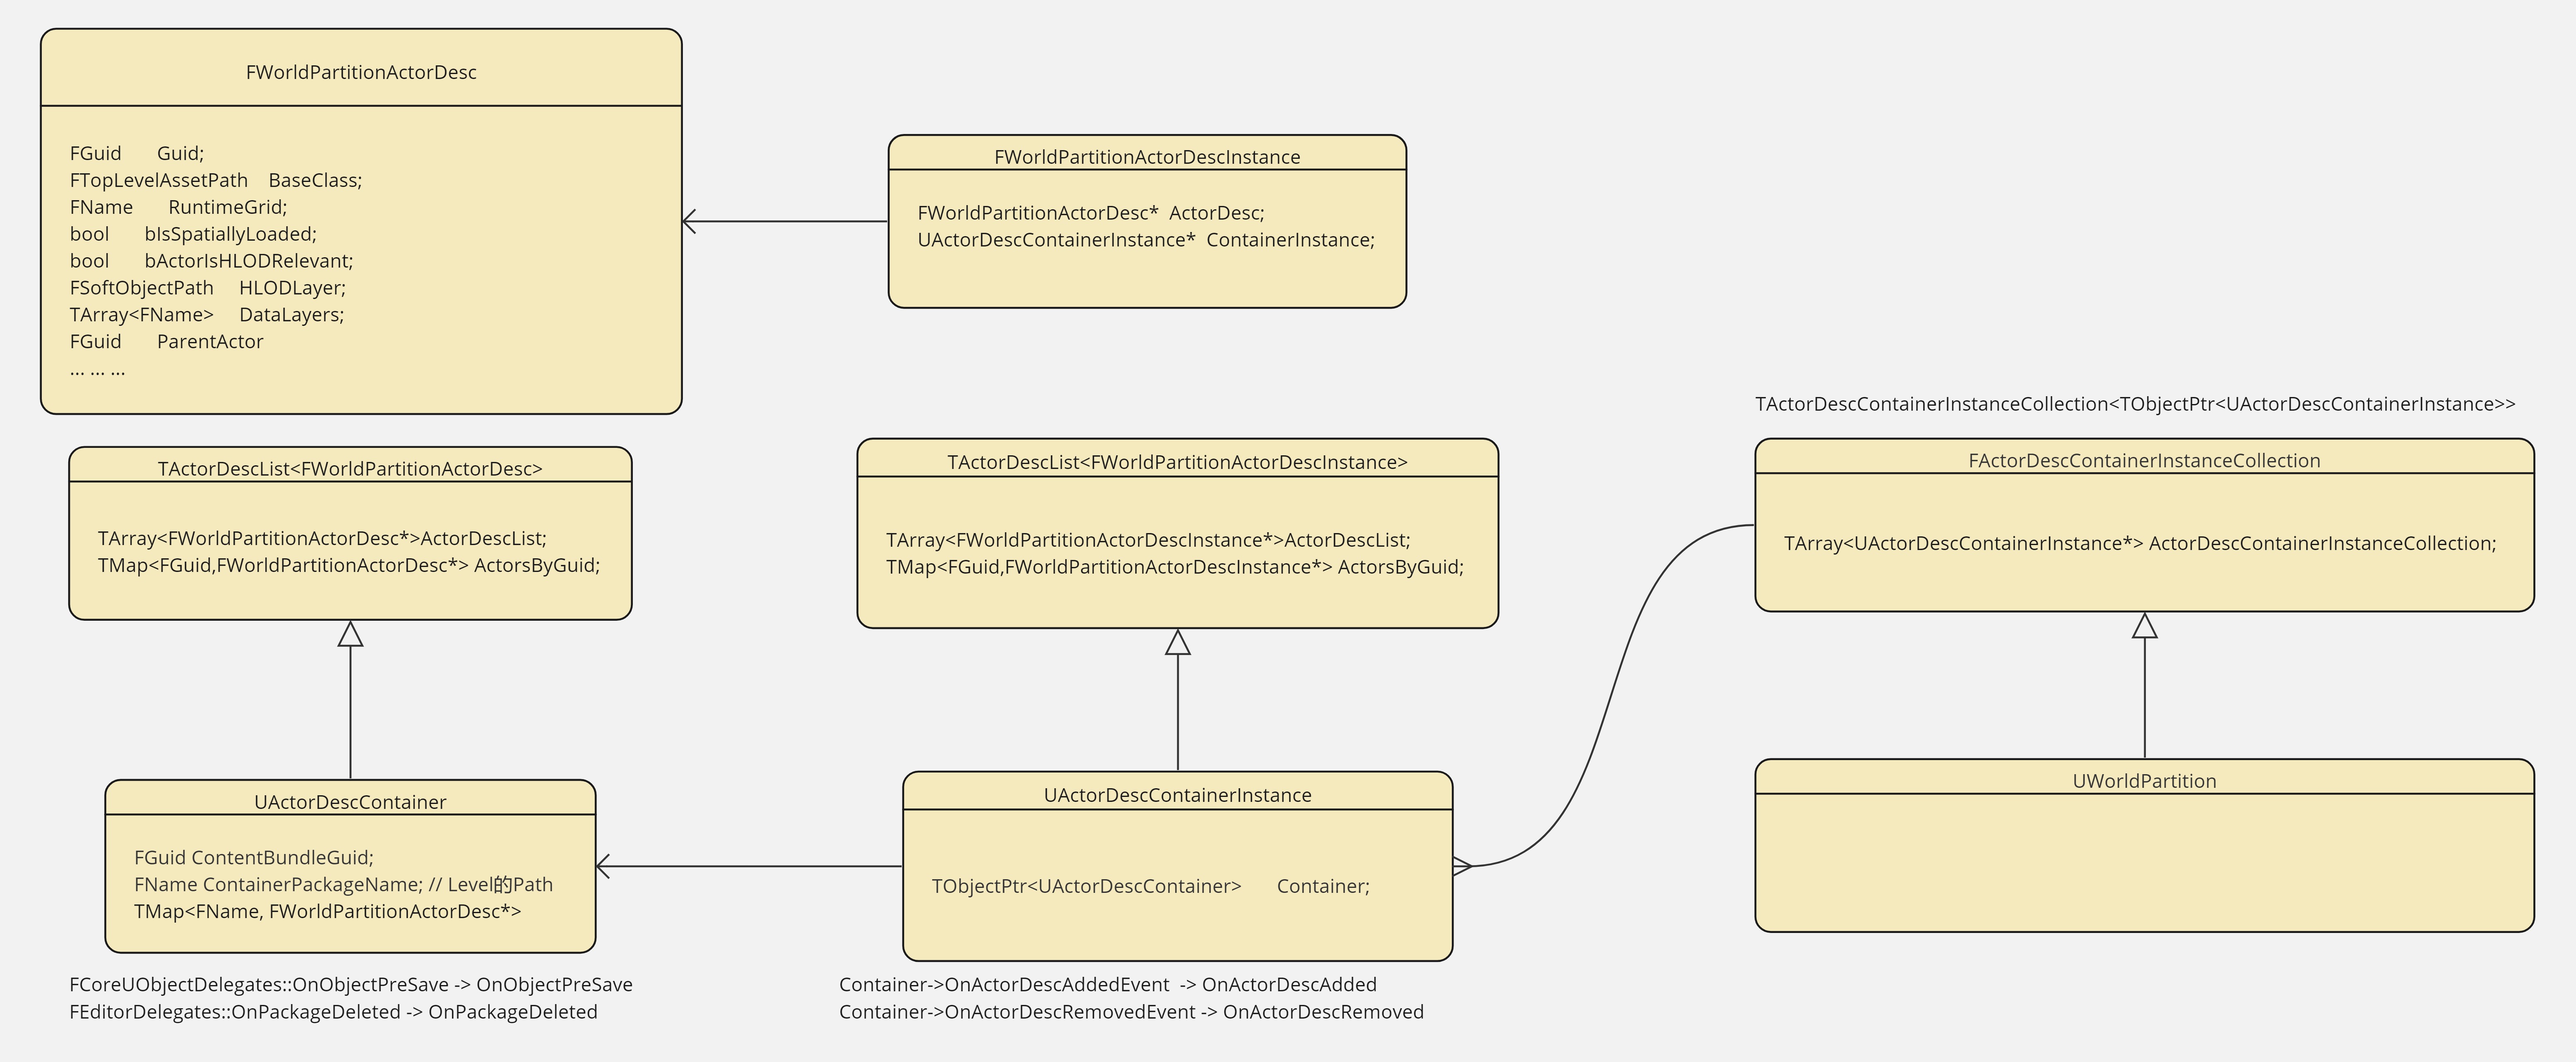 FWorldPartitionActorDesc
FGuid Guid;
FTopLevelAssetPath BaseClass;
FName RuntimeGrid;
bool bIsSpatiallyLoaded;
bool bActorIsHLODRelevant;
FSoftObjectPath HLODLayer;
TArray<FName> DataLayers;
FGuid ParentActor
... ... ...
FWorldPartitionActorDescInstance
FWorldPartitionActorDesc* ActorDesc;
UActorDescContainerInstance* ContainerInstance;
TActorDescList<FWorldPartitionActorDesc>
TArray<FWorldPartitionActorDesc*>ActorDescList;
TMap<FGuid,FWorldPartitionActorDesc*> ActorsByGuid;
TActorDescList<FWorldPartitionActorDescInstance>
TArray<FWorldPartitionActorDescInstance*>ActorDescList;
TMap<FGuid,FWorldPartitionActorDescInstance*> ActorsByGuid;
TActorDescContainerInstanceCollection<TObjectPtr<UActorDescContainerInstance>>
FActorDescContainerInstanceCollection
TArray<UActorDescContainerInstance*> ActorDescContainerInstanceCollection;
UActorDescContainer
FGuid ContentBundleGuid;
FName ContainerPackageName; // Level的Path
TMap<FName, FWorldPartitionActorDesc*>
FCoreUObjectDelegates::OnObjectPreSave -> OnObjectPreSave
FEditorDelegates::OnPackageDeleted -> OnPackageDeleted
UActorDescContainerInstance
TObjectPtr<UActorDescContainer> Container;
Container->OnActorDescAddedEvent -> OnActorDescAdded
Container->OnActorDescRemovedEvent -> OnActorDescRemoved
UWorldPartition